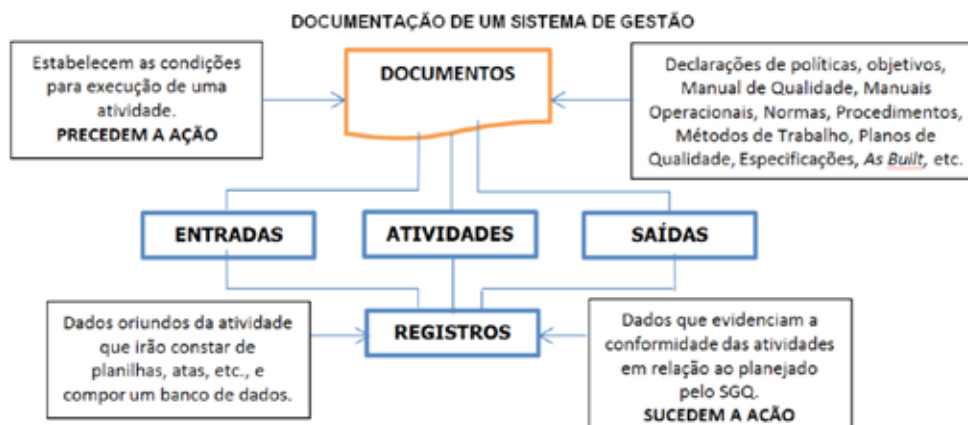 DOCUMENTAÇÃO DE UM SISTEMA DE GESTÃO
Estabelecem as condições
para execução de uma
atividade.
PRECEDEM A AÇÃO
DOCUMENTOS
Declarações de políticas, objetivos,
Manual de Qualidade, Manuais
Operacionais, Normas, Procedimentos,
Métodos de Trabalho, Planos de
Qualidade, Especificações, As Built, etc.
ENTRADAS
ATIVIDADES
SAÍDAS
Dados oriundos da atividade
que irão constar de
planilhas, atas, etc., e
compor um banco de dados.
REGISTROS
Dados que evidenciam a
conformidade das atividades
em relação ao planejado
pelo SGQ.
SUCEDEM A AÇÃO